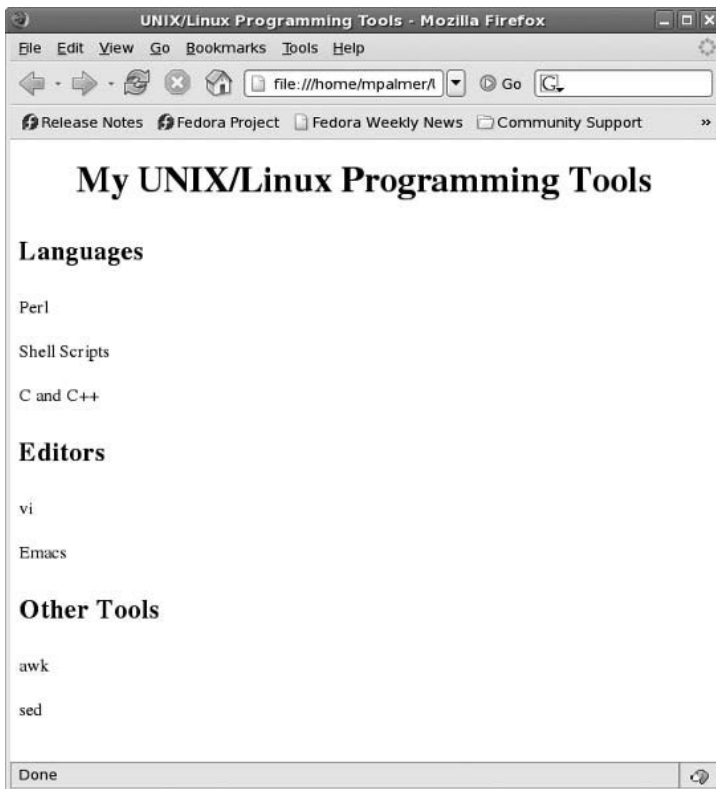 UNIX/Linux Programming Tools - Mozilla Firefox
File Edit View Go Bookmarks Tools Help
file:///home/mpalmer/ Go G
Release Notes Fedora Project Fedora Weekly News Community Support »
My UNIX/Linux Programming Tools
Languages
Perl
Shell Scripts
C and C++
Editors
vi
Emacs
Other Tools
awk
sed
Done